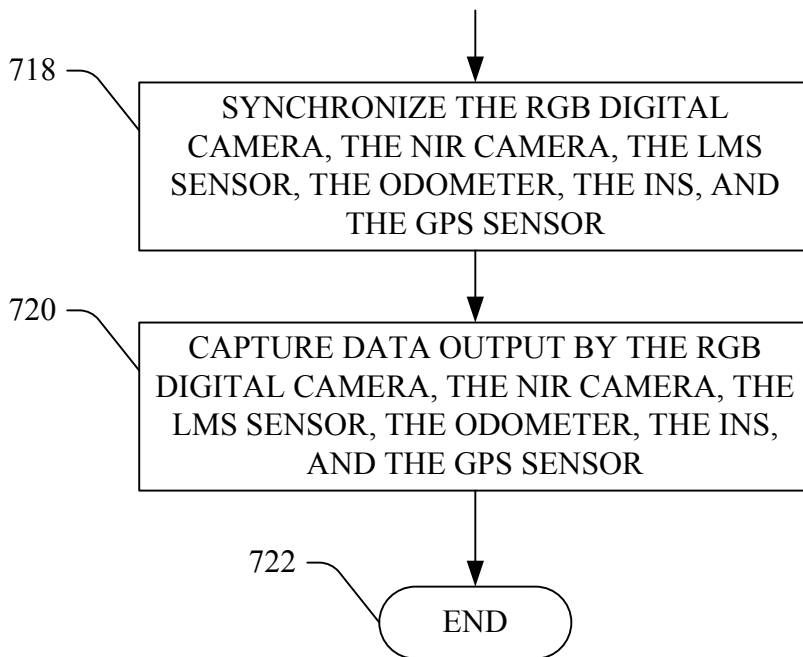 718
SYNCHRONIZE THE RGB DIGITAL
CAMERA, THE NIR CAMERA, THE LMS
SENSOR, THE ODOMETER, THE INS, AND
THE GPS SENSOR
720
CAPTURE DATA OUTPUT BY THE RGB
DIGITAL CAMERA, THE NIR CAMERA, THE
LMS SENSOR, THE ODOMETER, THE INS,
AND THE GPS SENSOR
722
END